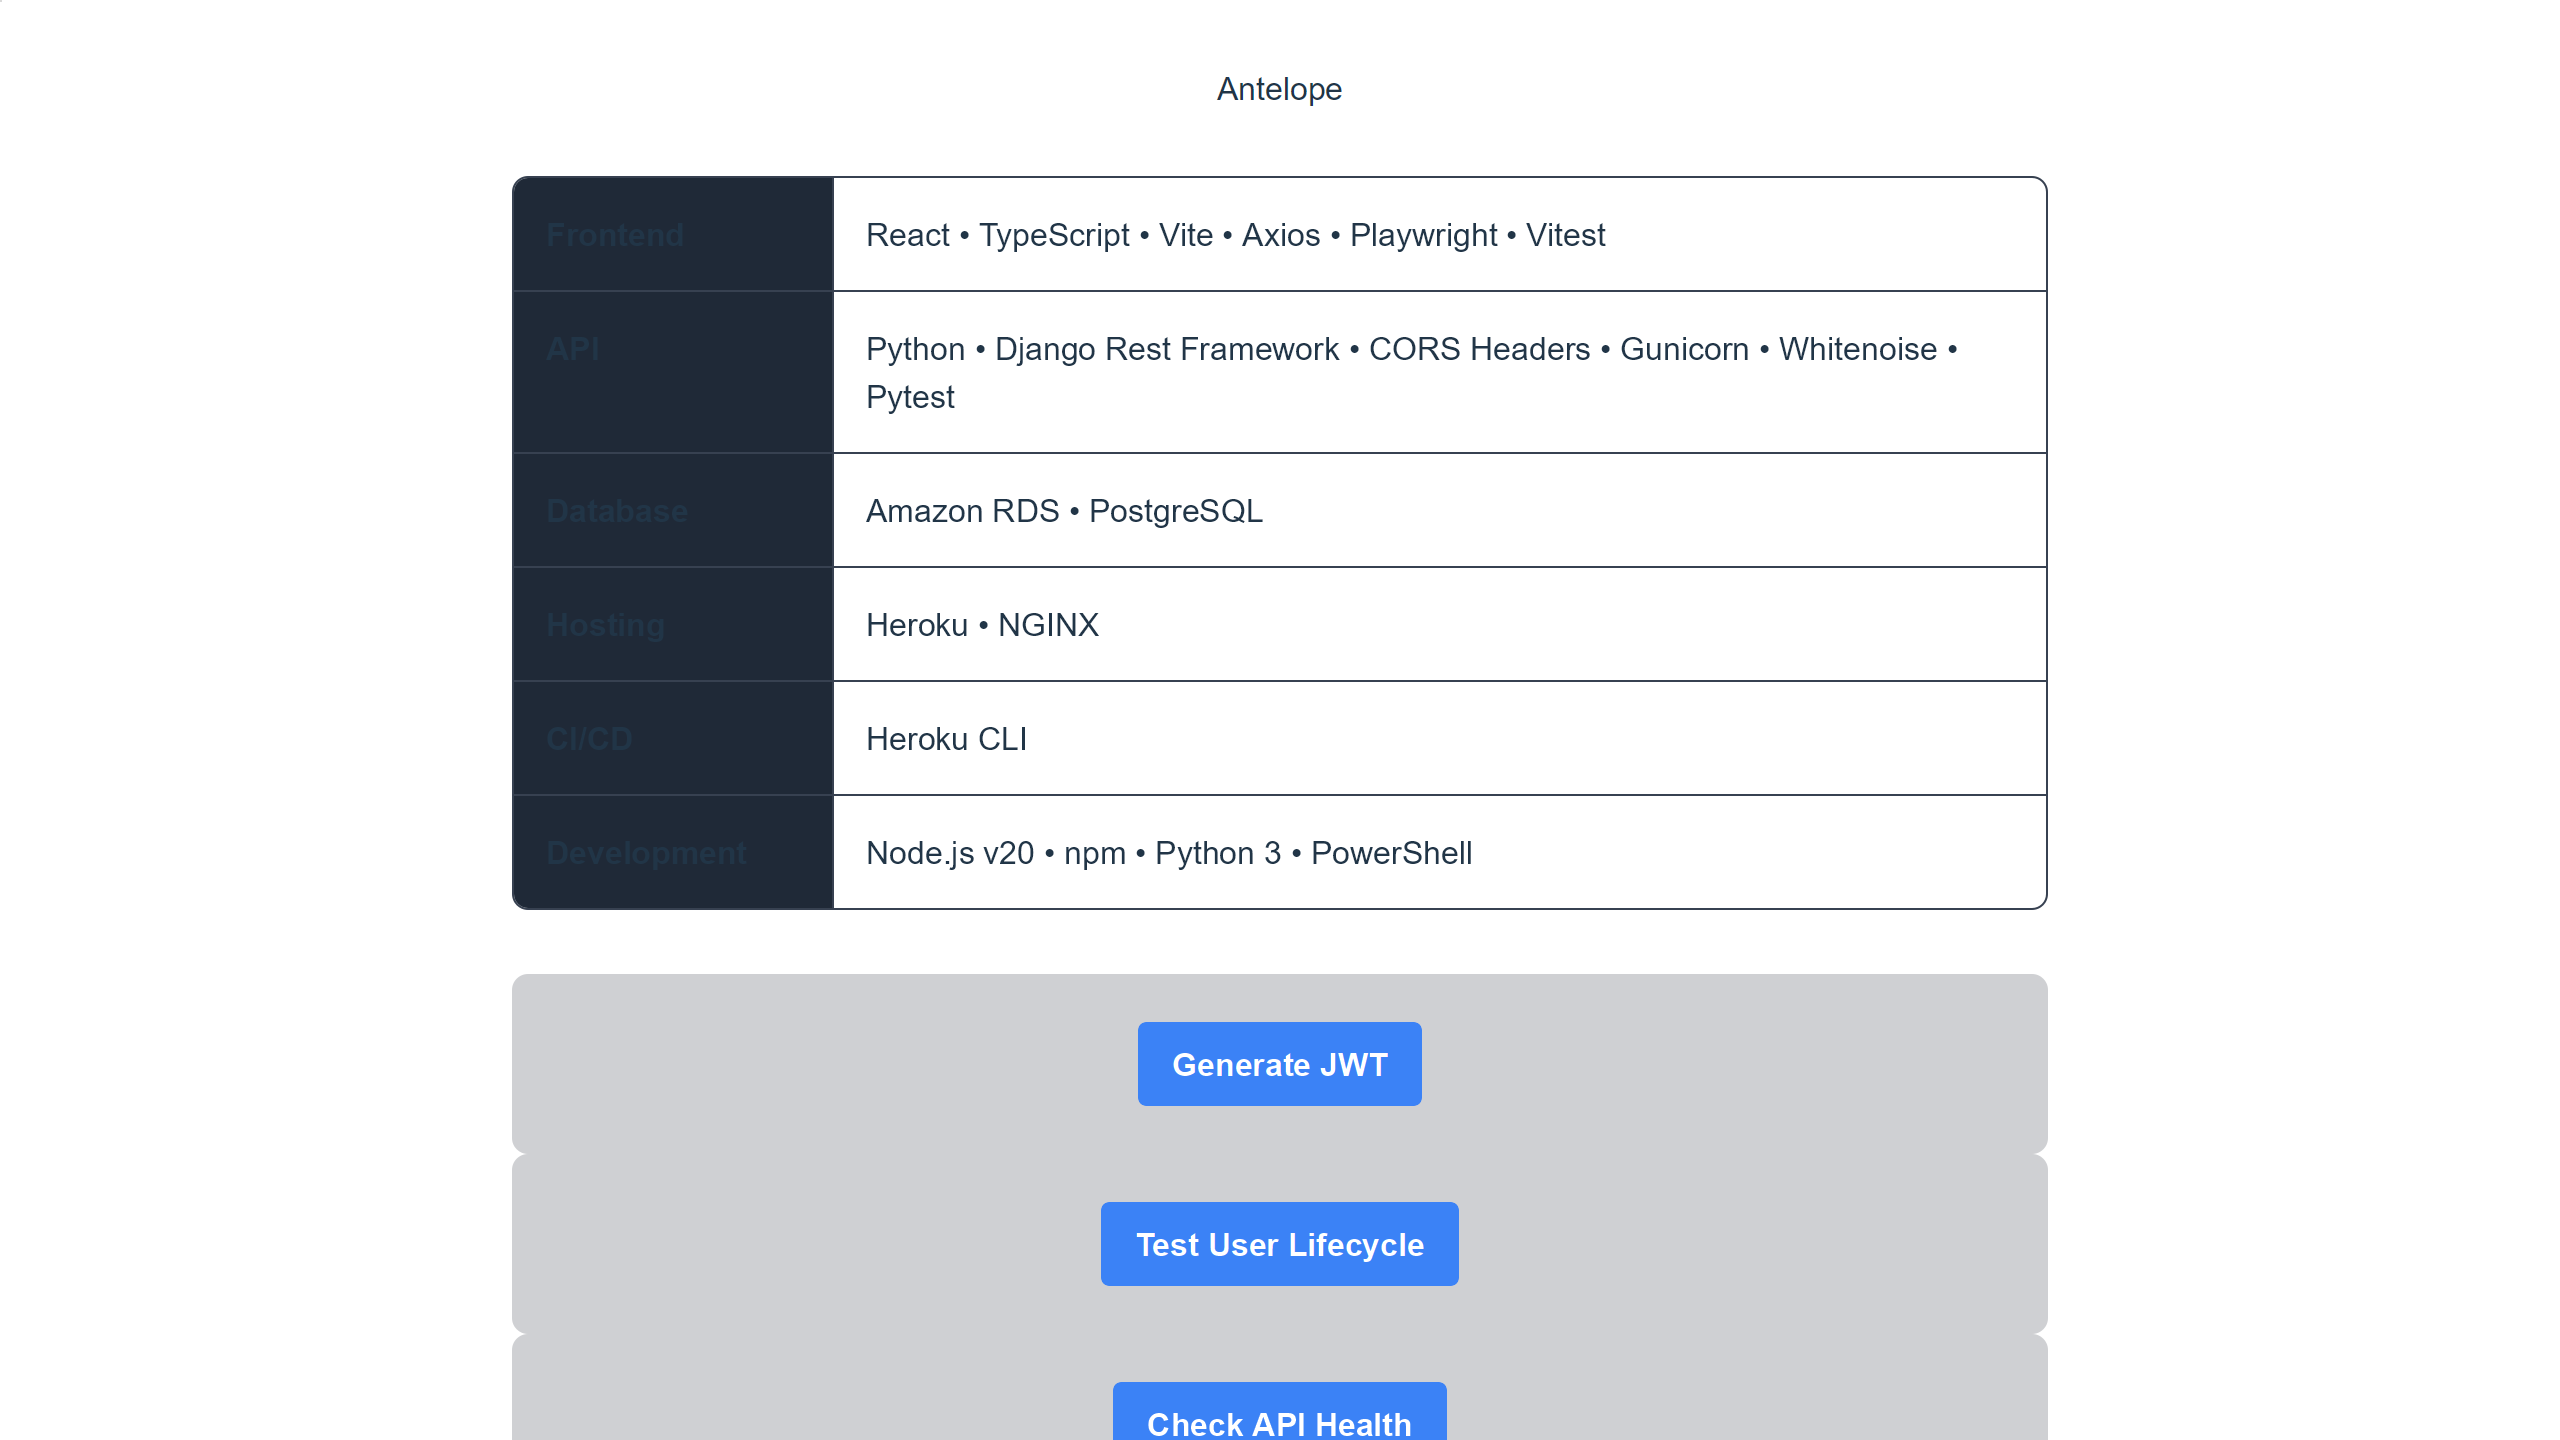 Antelope
Frontend
React • TypeScript • Vite • Axios • Playwright • Vitest
API
Python • Django Rest Framework • CORS Headers • Gunicorn • Whitenoise •
Pytest
Database
Amazon RDS • PostgreSQL
Hosting
Heroku • NGINX
CI/CD
Heroku CLI
Development
Node.js v20 • npm • Python 3 • PowerShell
Generate JWT
Test User Lifecycle
Check API Health